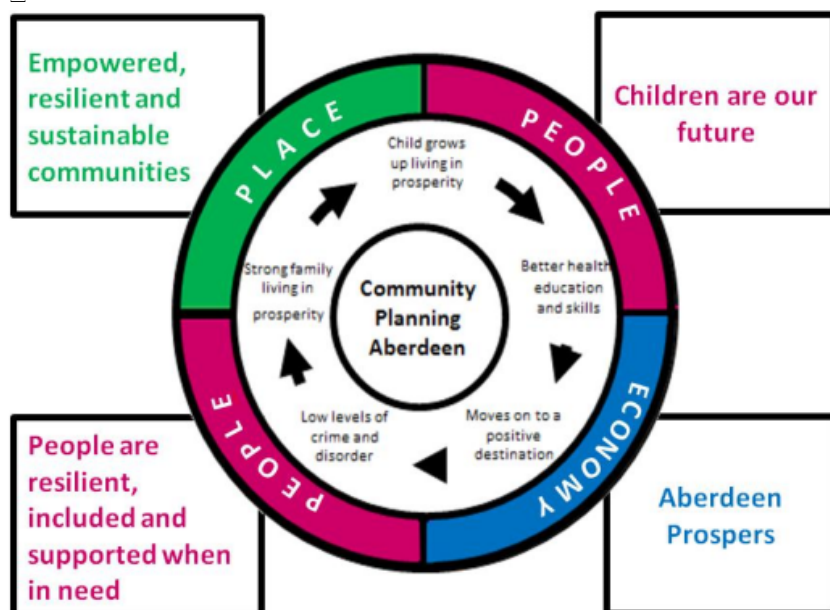 Empowered,
resilient and
sustainable
communities
Children are our
future
PLACE
PEOPLE
Child grows
up living in
prosperity
Strong family
living in
prosperity
Better health
education
and skills
Community
Planning
Aberdeen
Low levels of
crime and
disorder
Moves on to a
positive
destination
PEOPLE
ECONOMY
People are
resilient,
included and
supported when
in need
Aberdeen
Prospers